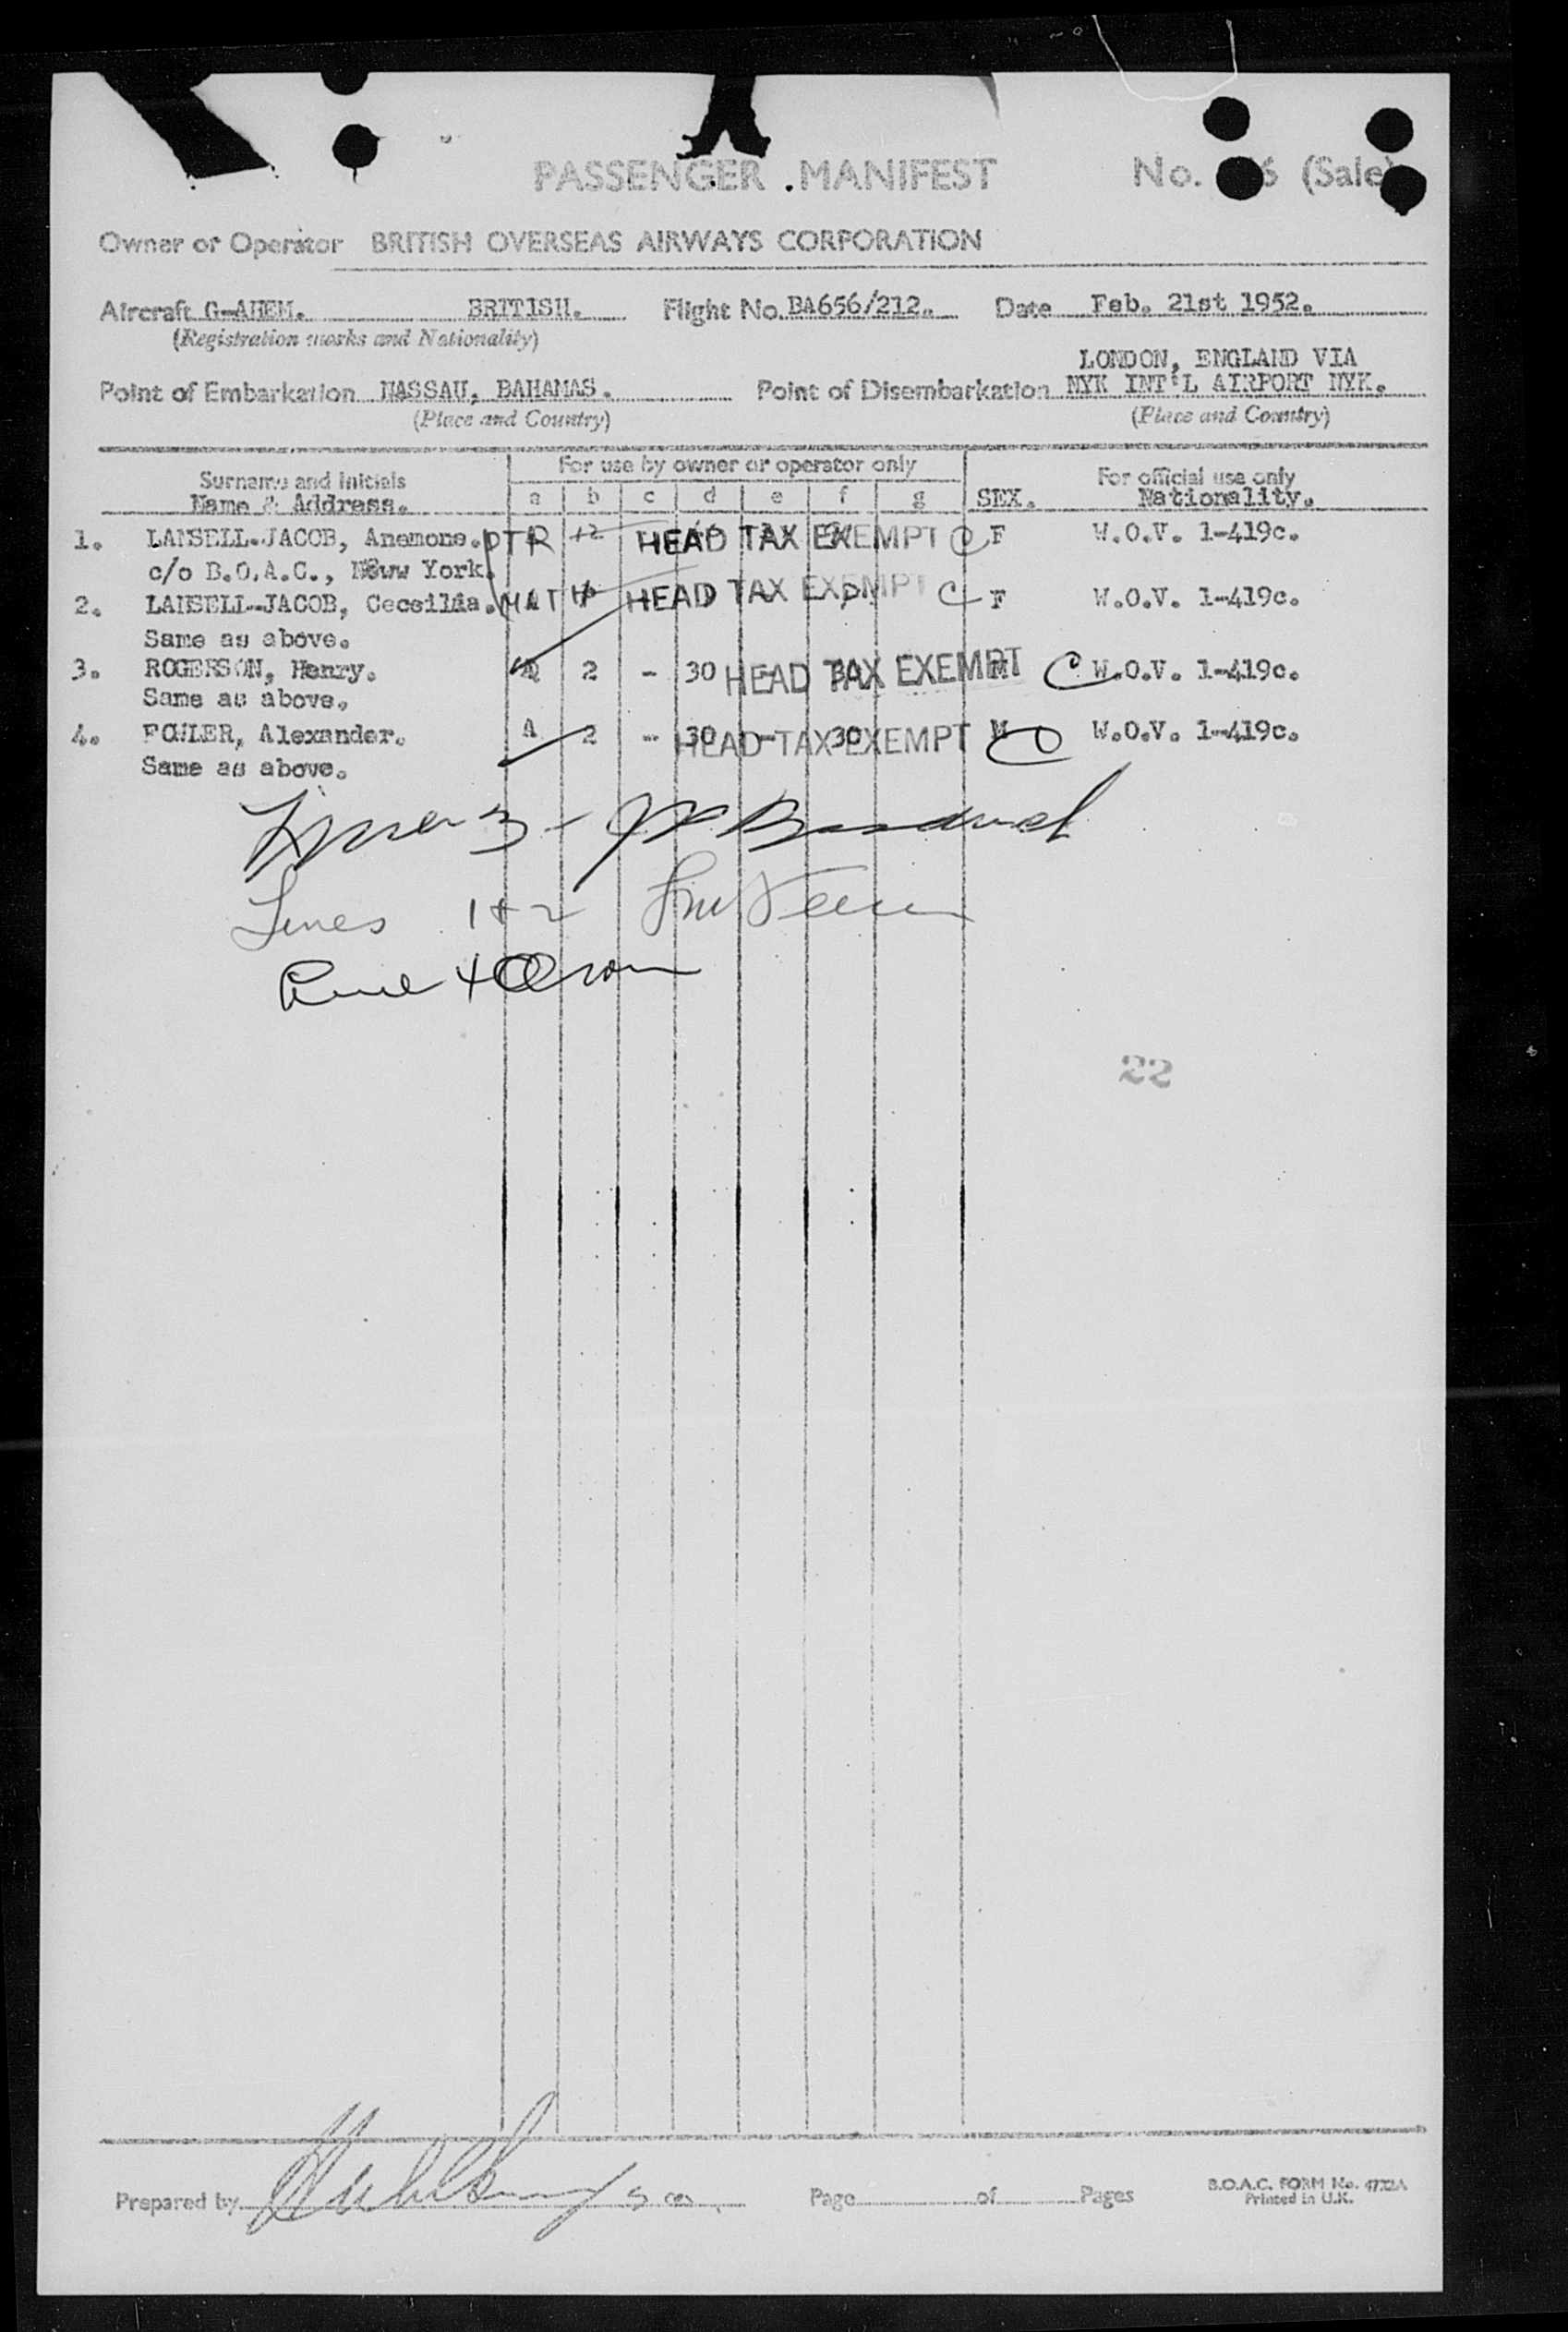 PASSENGER MANIFEST No. 6 (Sale)
Owner or Operator BRITISH OVERSEAS AIRWAYS CORPORATION
Aircraft G-AHEM. BRITISH. Flight No. BA656/212. Date Feb. 21st 1952.
(Registration marks and Nationality)
LONDON, ENGLAND VIA
Point of Embarkation NASSAU, BAHAMAS. Point of Disembarkation NYK INT'L AIRPORT NYK.
(Place and Country) (Place and Country)
Surname and initials For use by owner or operator only For official use only
Name & Address. a b c d e f g SEX. Nationality.
1. LANSELL-JACOB, Anemone. HEAD TAX EXEMPT C F W.O.V. 1-419c.
c/o B.O.A.C., New York.
2. LANSELL-JACOB, Cecilia. HEAD TAX EXEMPT C F W.O.V. 1-419c.
Same as above.
3. ROGERSON, Henry. 2 - 30 HEAD TAX EXEMPT M C W.O.V. 1-419c.
Same as above.
4. FOWLER, Alexander. A 2 - 30 - 30 HEAD TAX EXEMPT M W.O.V. 1-419c.
Same as above.
3 -
Lines 1 + 2
Line 4
22
Prepared by Page of Pages B.O.A.C. FORM No.
Printed in U.K.